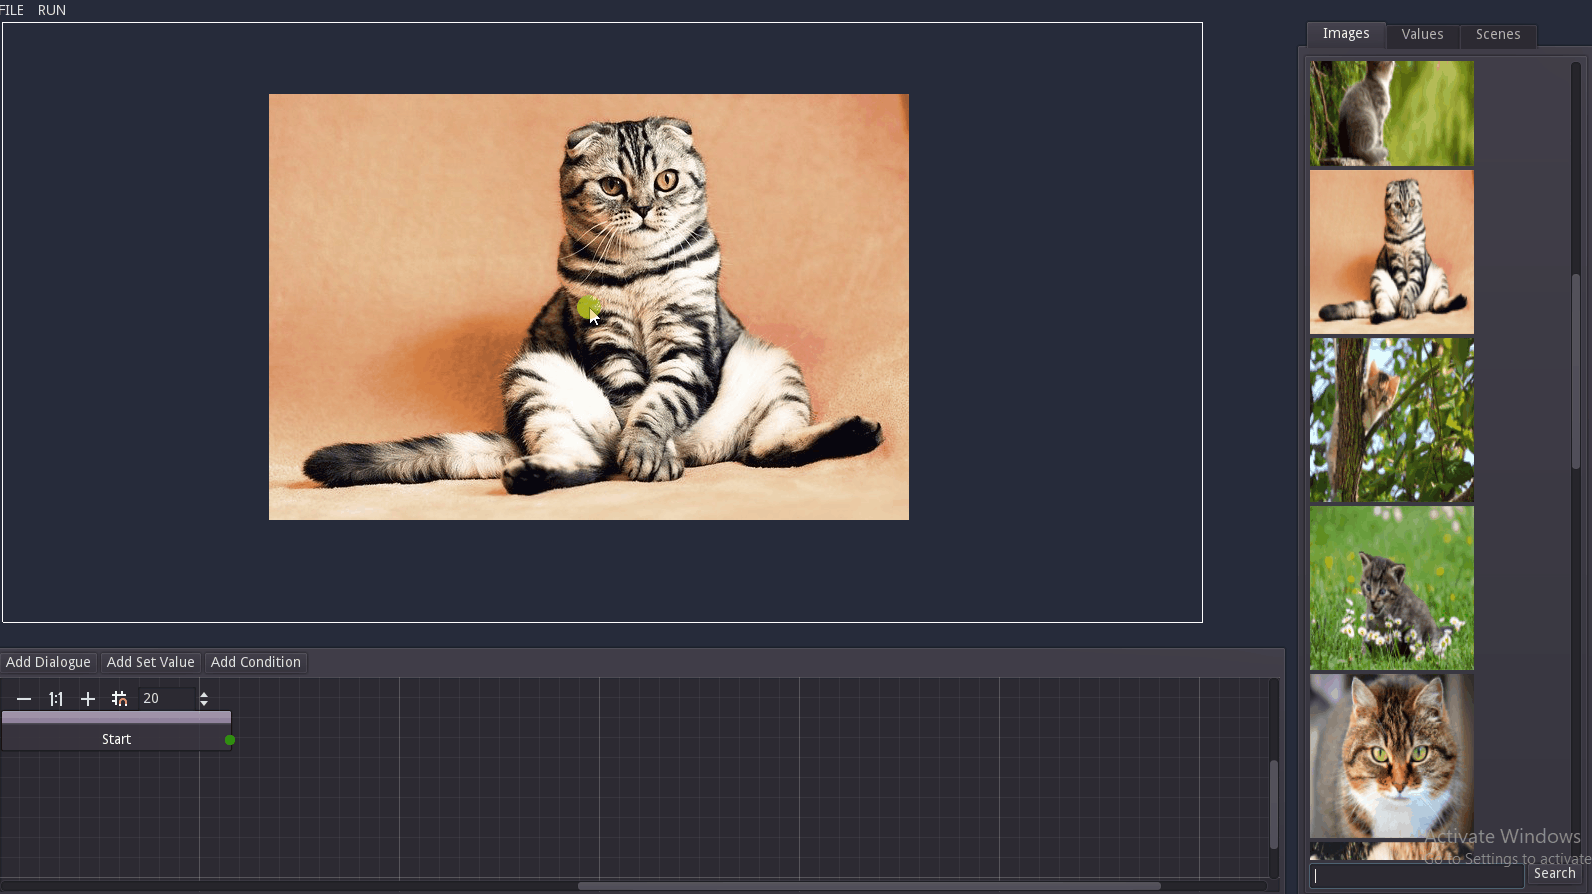 FILE RUN
Images Values Scenes
Add Dialogue Add Set Value Add Condition
1:1 20
Start
Activate Windows
Go to Settings to activate
Search